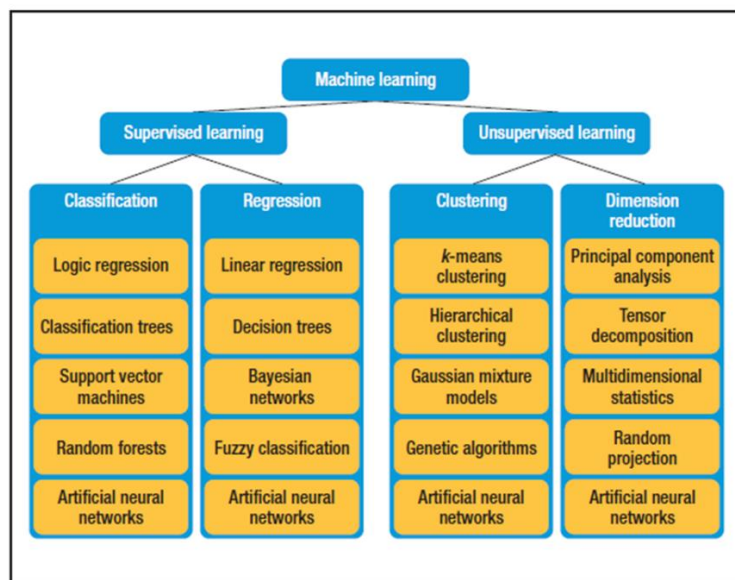 Machine learning
Supervised learning
Unsupervised learning
Classification
Logic regression
Classification trees
Support vector
machines
Random forests
Artificial neural
networks
Regression
Linear regression
Decision trees
Bayesian
networks
Fuzzy classification
Artificial neural
networks
Clustering
k-means
clustering
Hierarchical
clustering
Gaussian mixture
models
Genetic algorithms
Artificial neural
networks
Dimension
reduction
Principal component
analysis
Tensor
decomposition
Multidimensional
statistics
Random
projection
Artificial neural
networks